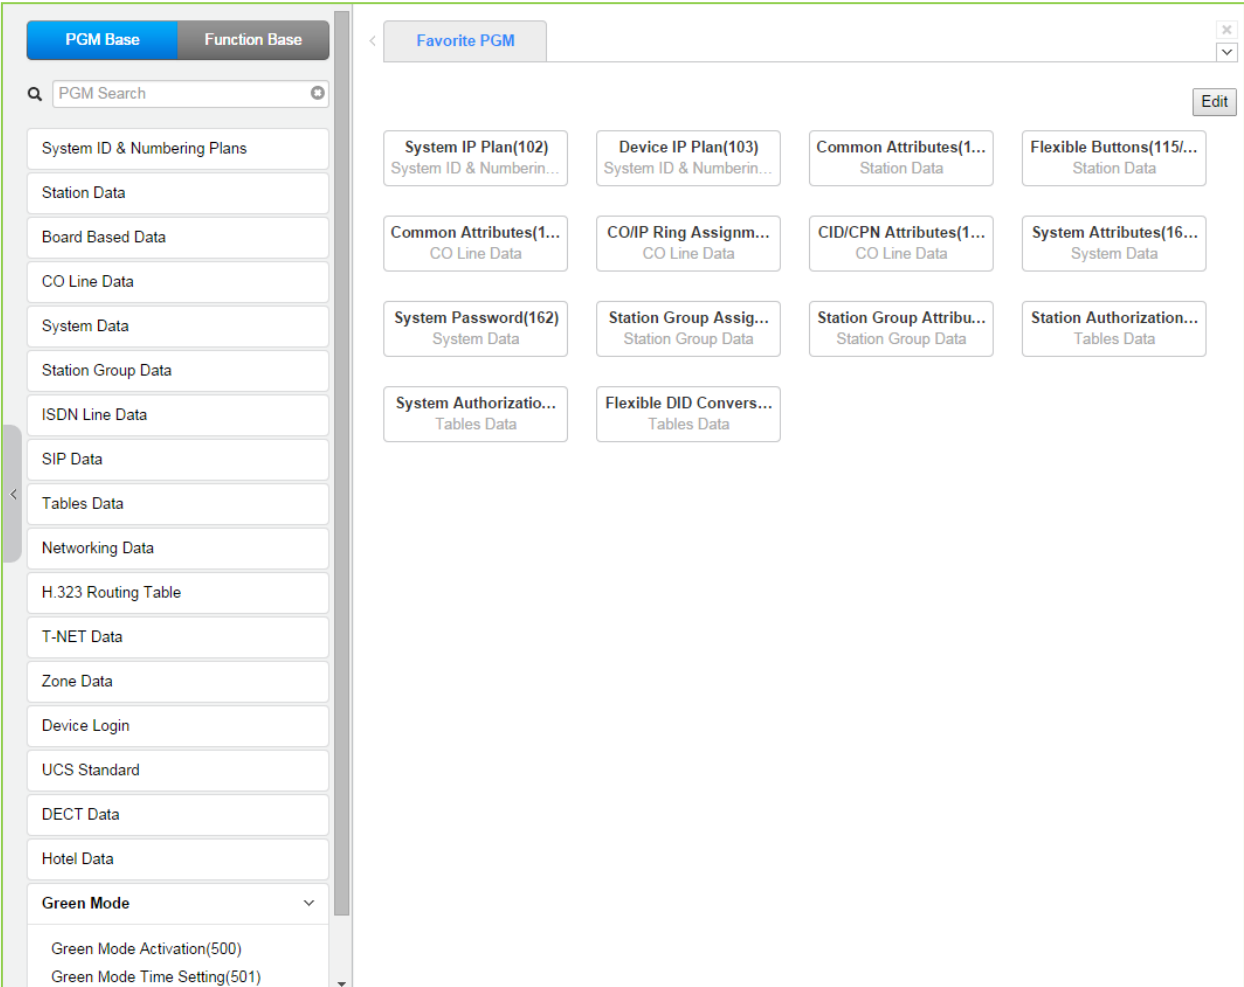 PGM Base
Function Base
PGM Search
System ID & Numbering Plans
Station Data
Board Based Data
CO Line Data
System Data
Station Group Data
ISDN Line Data
SIP Data
Tables Data
Networking Data
H.323 Routing Table
T-NET Data
Zone Data
Device Login
UCS Standard
DECT Data
Hotel Data
Green Mode
Green Mode Activation(500)
Green Mode Time Setting(501)
Favorite PGM
Edit
System IP Plan(102)
System ID & Numberin...
Device IP Plan(103)
System ID & Numberin...
Common Attributes(1...
Station Data
Flexible Buttons(115/...
Station Data
Common Attributes(1...
CO Line Data
CO/IP Ring Assignm...
CO Line Data
CID/CPN Attributes(1...
CO Line Data
System Attributes(16...
System Data
System Password(162)
System Data
Station Group Assig...
Station Group Data
Station Group Attribu...
Station Group Data
Station Authorization...
Tables Data
System Authorizatio...
Tables Data
Flexible DID Convers...
Tables Data